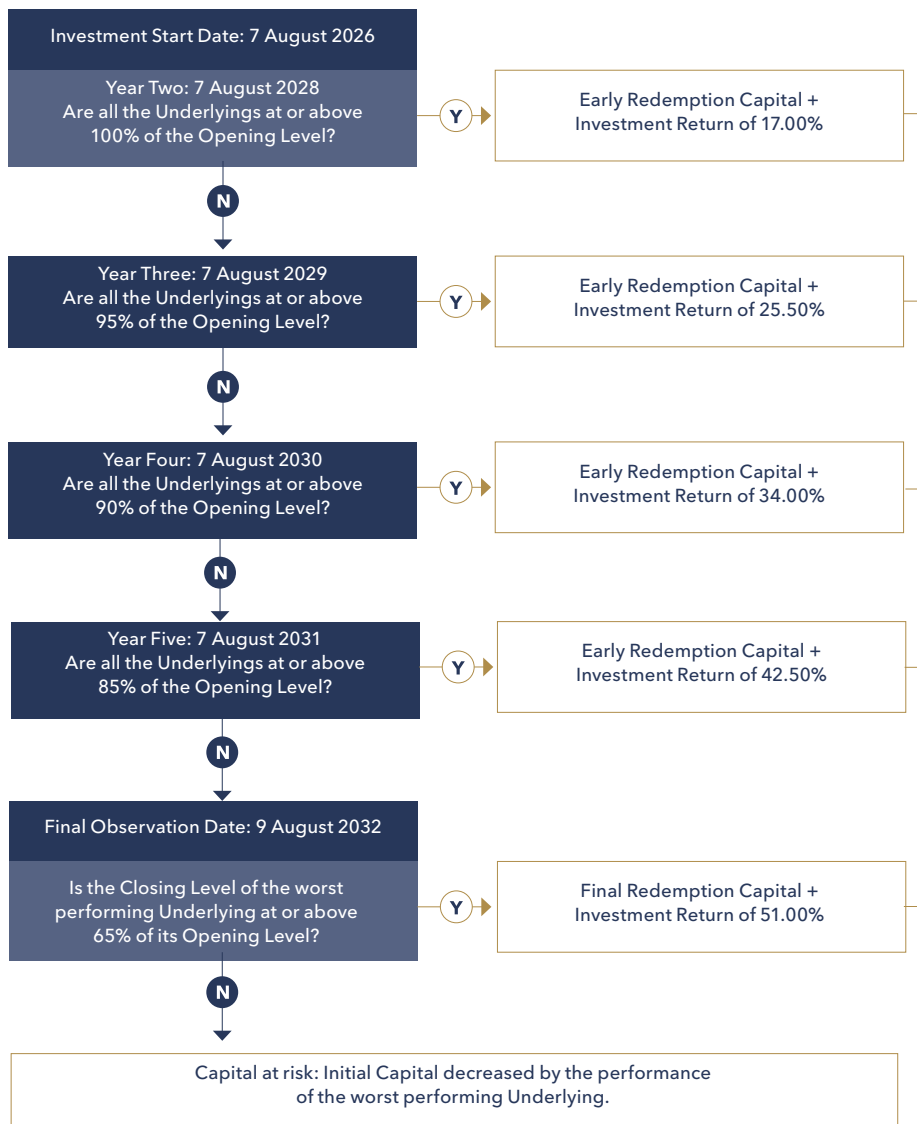 Investment Start Date: 7 August 2026
Year Two: 7 August 2028
Are all the Underlyings at or above
100% of the Opening Level?
Y
Early Redemption Capital +
Investment Return of 17.00%
N
Year Three: 7 August 2029
Are all the Underlyings at or above
95% of the Opening Level?
Y
Early Redemption Capital +
Investment Return of 25.50%
N
Year Four: 7 August 2030
Are all the Underlyings at or above
90% of the Opening Level?
Y
Early Redemption Capital +
Investment Return of 34.00%
N
Year Five: 7 August 2031
Are all the Underlyings at or above
85% of the Opening Level?
Y
Early Redemption Capital +
Investment Return of 42.50%
N
Final Observation Date: 9 August 2032
Is the Closing Level of the worst
performing Underlying at or above
65% of its Opening Level?
Y
Final Redemption Capital +
Investment Return of 51.00%
N
Capital at risk: Initial Capital decreased by the performance
of the worst performing Underlying.